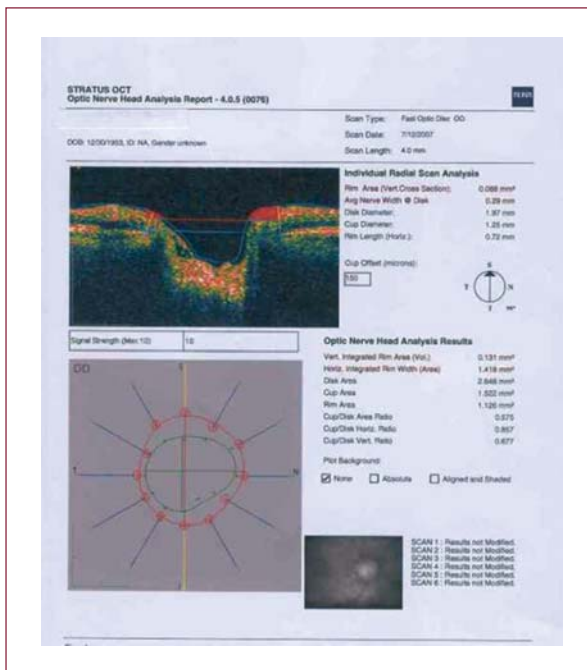 STRATUS OCT
Optic Nerve Head Analysis Report - 4.0.5 (0076)
ZEISS
Scan Type: Fast Optic Disc OD
Scan Date: 7/12/2007
Scan Length: 4.0 mm
DOB: 12/30/1953, ID: NA, Gender unknown
Individual Radial Scan Analysis
Rim Area (Vert.Cross Section): 0.088 mm²
Avg Nerve Width @ Disk 0.29 mm
Disk Diameter: 1.97 mm
Cup Diameter: 1.25 mm
Rim Length (Horiz.): 0.72 mm
Cup Offset (microns):
150
S
T N
I
Signal Strength (Max 10) 10
Optic Nerve Head Analysis Results
Vert. Integrated Rim Area (Vol.) 0.131 mm³
Horiz. Integrated Rim Width (Area) 1.418 mm²
Disk Area 2.648 mm²
Cup Area 1.522 mm²
Rim Area 1.126 mm²
Cup/Disk Area Ratio 0.575
Cup/Disk Horiz. Ratio 0.857
Cup/Disk Vert. Ratio 0.677
Plot Background:
None Absolute Aligned and Shaded
OD
S
T N
I
SCAN 1 : Results not Modified.
SCAN 2 : Results not Modified.
SCAN 3 : Results not Modified.
SCAN 4 : Results not Modified.
SCAN 5 : Results not Modified.
SCAN 6 : Results not Modified.